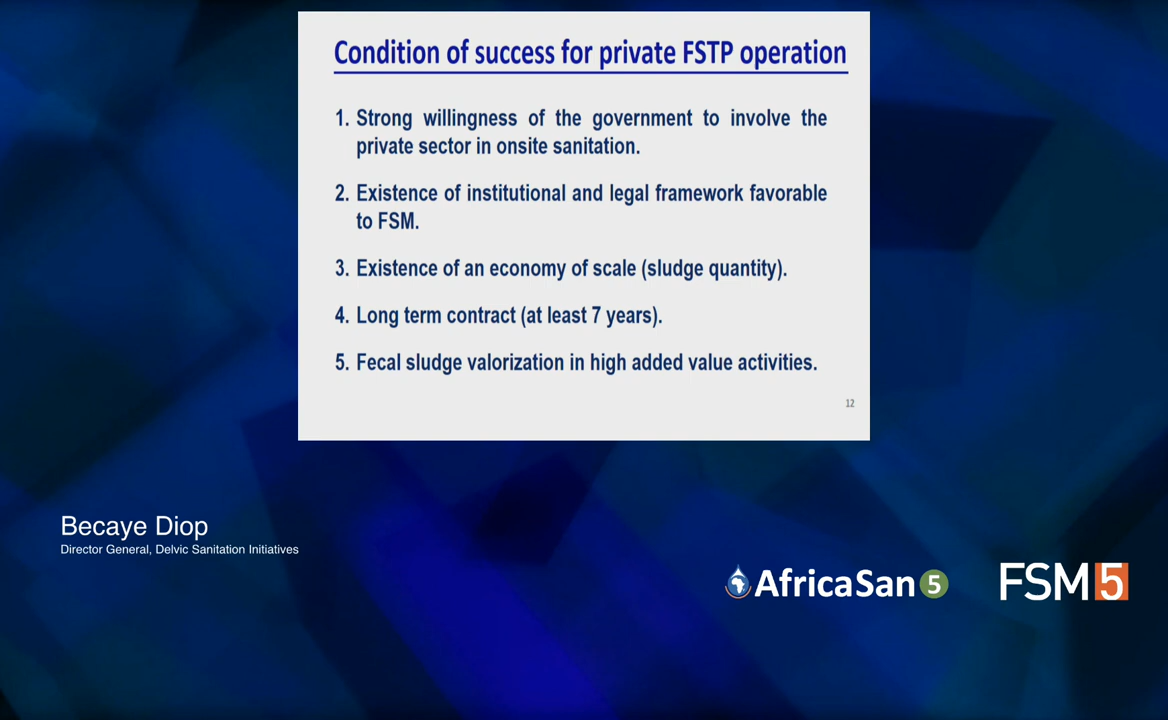 Condition of success for private FSTP operation
1. Strong willingness of the government to involve the
private sector in onsite sanitation.
2. Existence of institutional and legal framework favorable
to FSM.
3. Existence of an economy of scale (sludge quantity).
4. Long term contract (at least 7 years).
5. Fecal sludge valorization in high added value activities.
12
Becaye Diop
Director General, Delvic Sanitation Initiatives
AfricaSan 5
FSM5